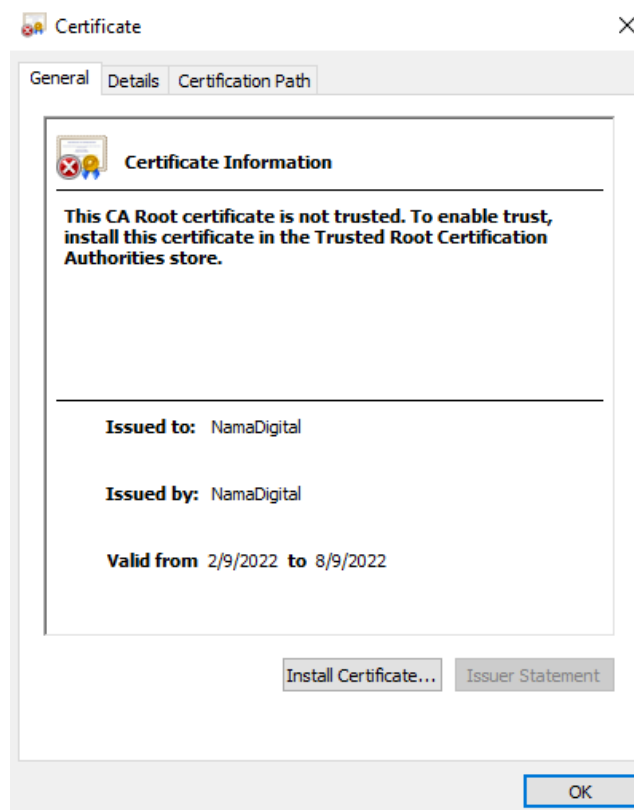 Certificate
General Details Certification Path
Certificate Information
This CA Root certificate is not trusted. To enable trust,
install this certificate in the Trusted Root Certification
Authorities store.
Issued to: NamaDigital
Issued by: NamaDigital
Valid from 2/9/2022 to 8/9/2022
Install Certificate... Issuer Statement
OK